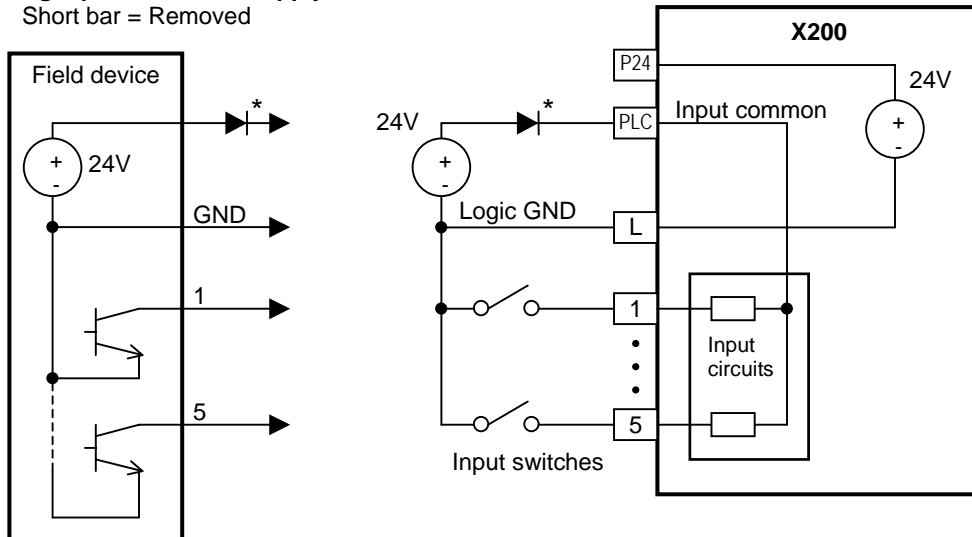 Short bar = Removed
Field device
*
24V
+
-
GND
1
5
24V
*
+
-
Logic GND
Input switches
X200
P24
PLC
Input common
24V
+
-
L
1
5
Input
circuits